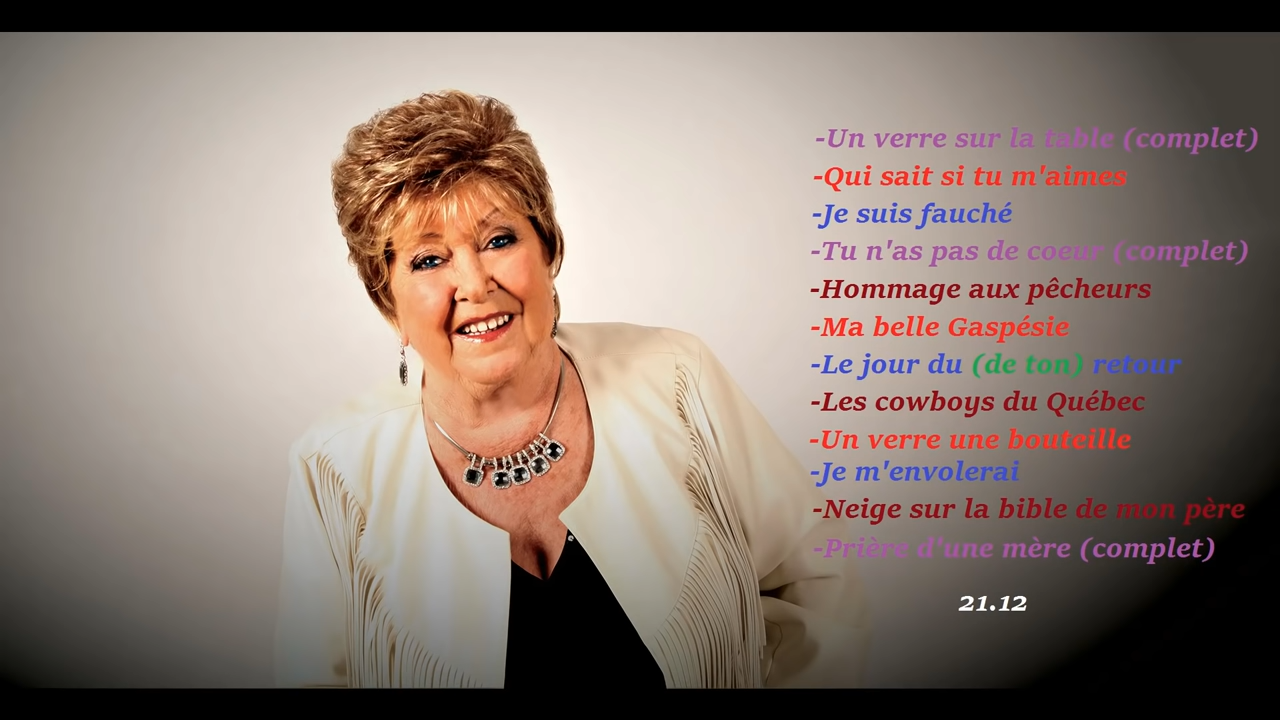 -Un verre sur la table (complet)
-Qui sait si tu m'aimes
-Je suis fauché
-Tu n'as pas de coeur (complet)
-Hommage aux pêcheurs
-Ma belle Gaspésie
-Le jour du (de ton) retour
-Les cowboys du Québec
-Un verre une bouteille
-Je m'envolerai
-Neige sur la bible de mon père
-Prière d'une mère (complet)
21.12